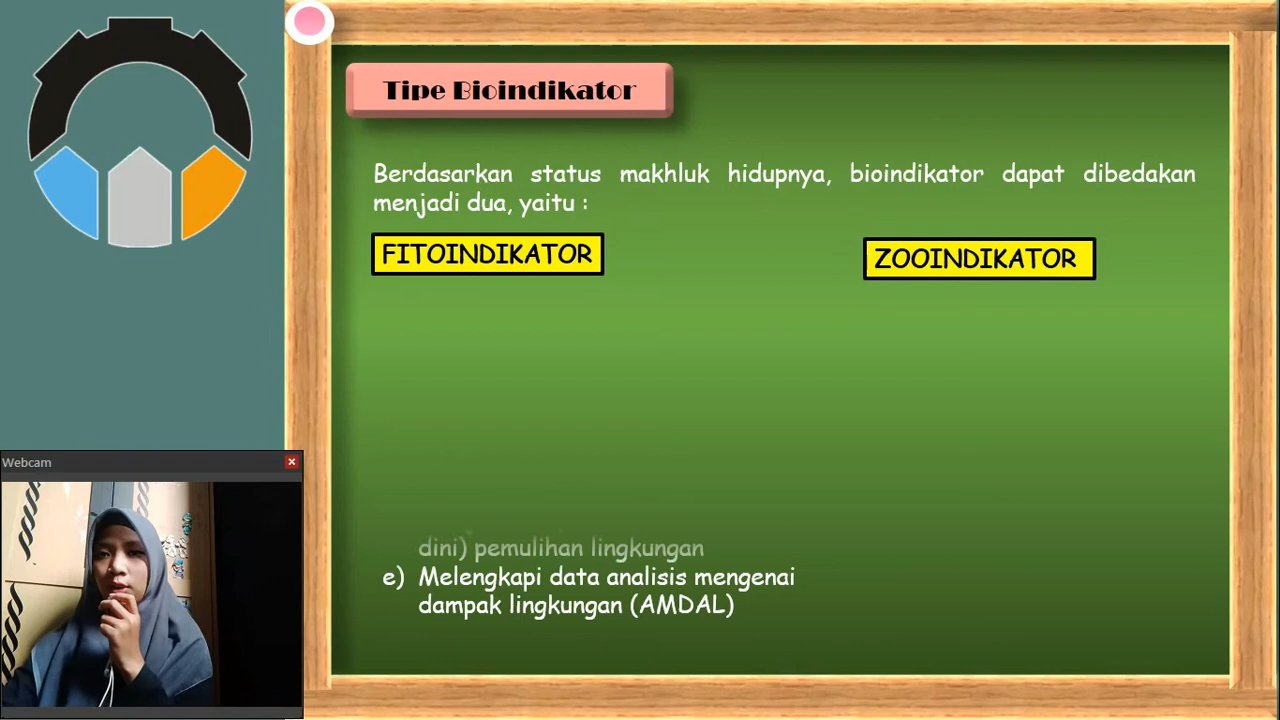 Tipe Bioindikator
Berdasarkan status makhluk hidupnya, bioindikator dapat dibedakan
menjadi dua, yaitu :
FITOINDIKATOR
ZOOINDIKATOR
dini) pemulihan lingkungan
e) Melengkapi data analisis mengenai
dampak lingkungan (AMDAL)
Webcam